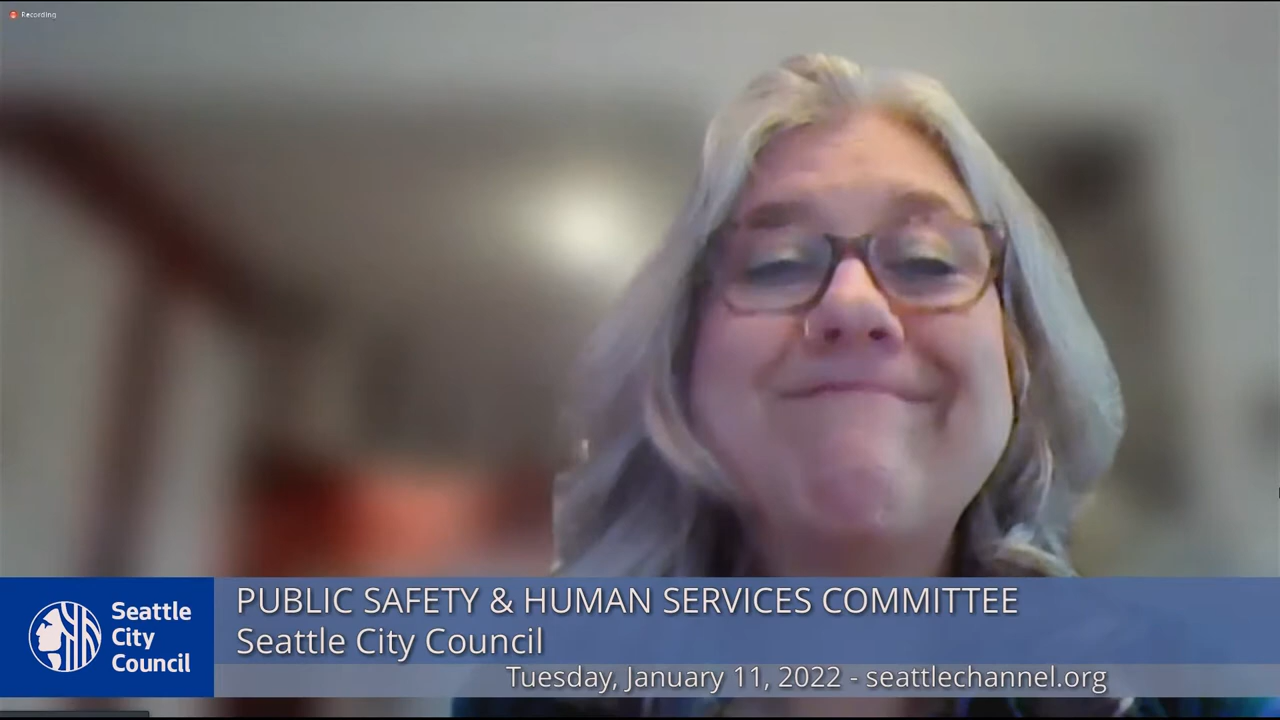 Recording
Seattle
City
Council
PUBLIC SAFETY & HUMAN SERVICES COMMITTEE
Seattle City Council
Tuesday, January 11, 2022 - seattlechannel.org